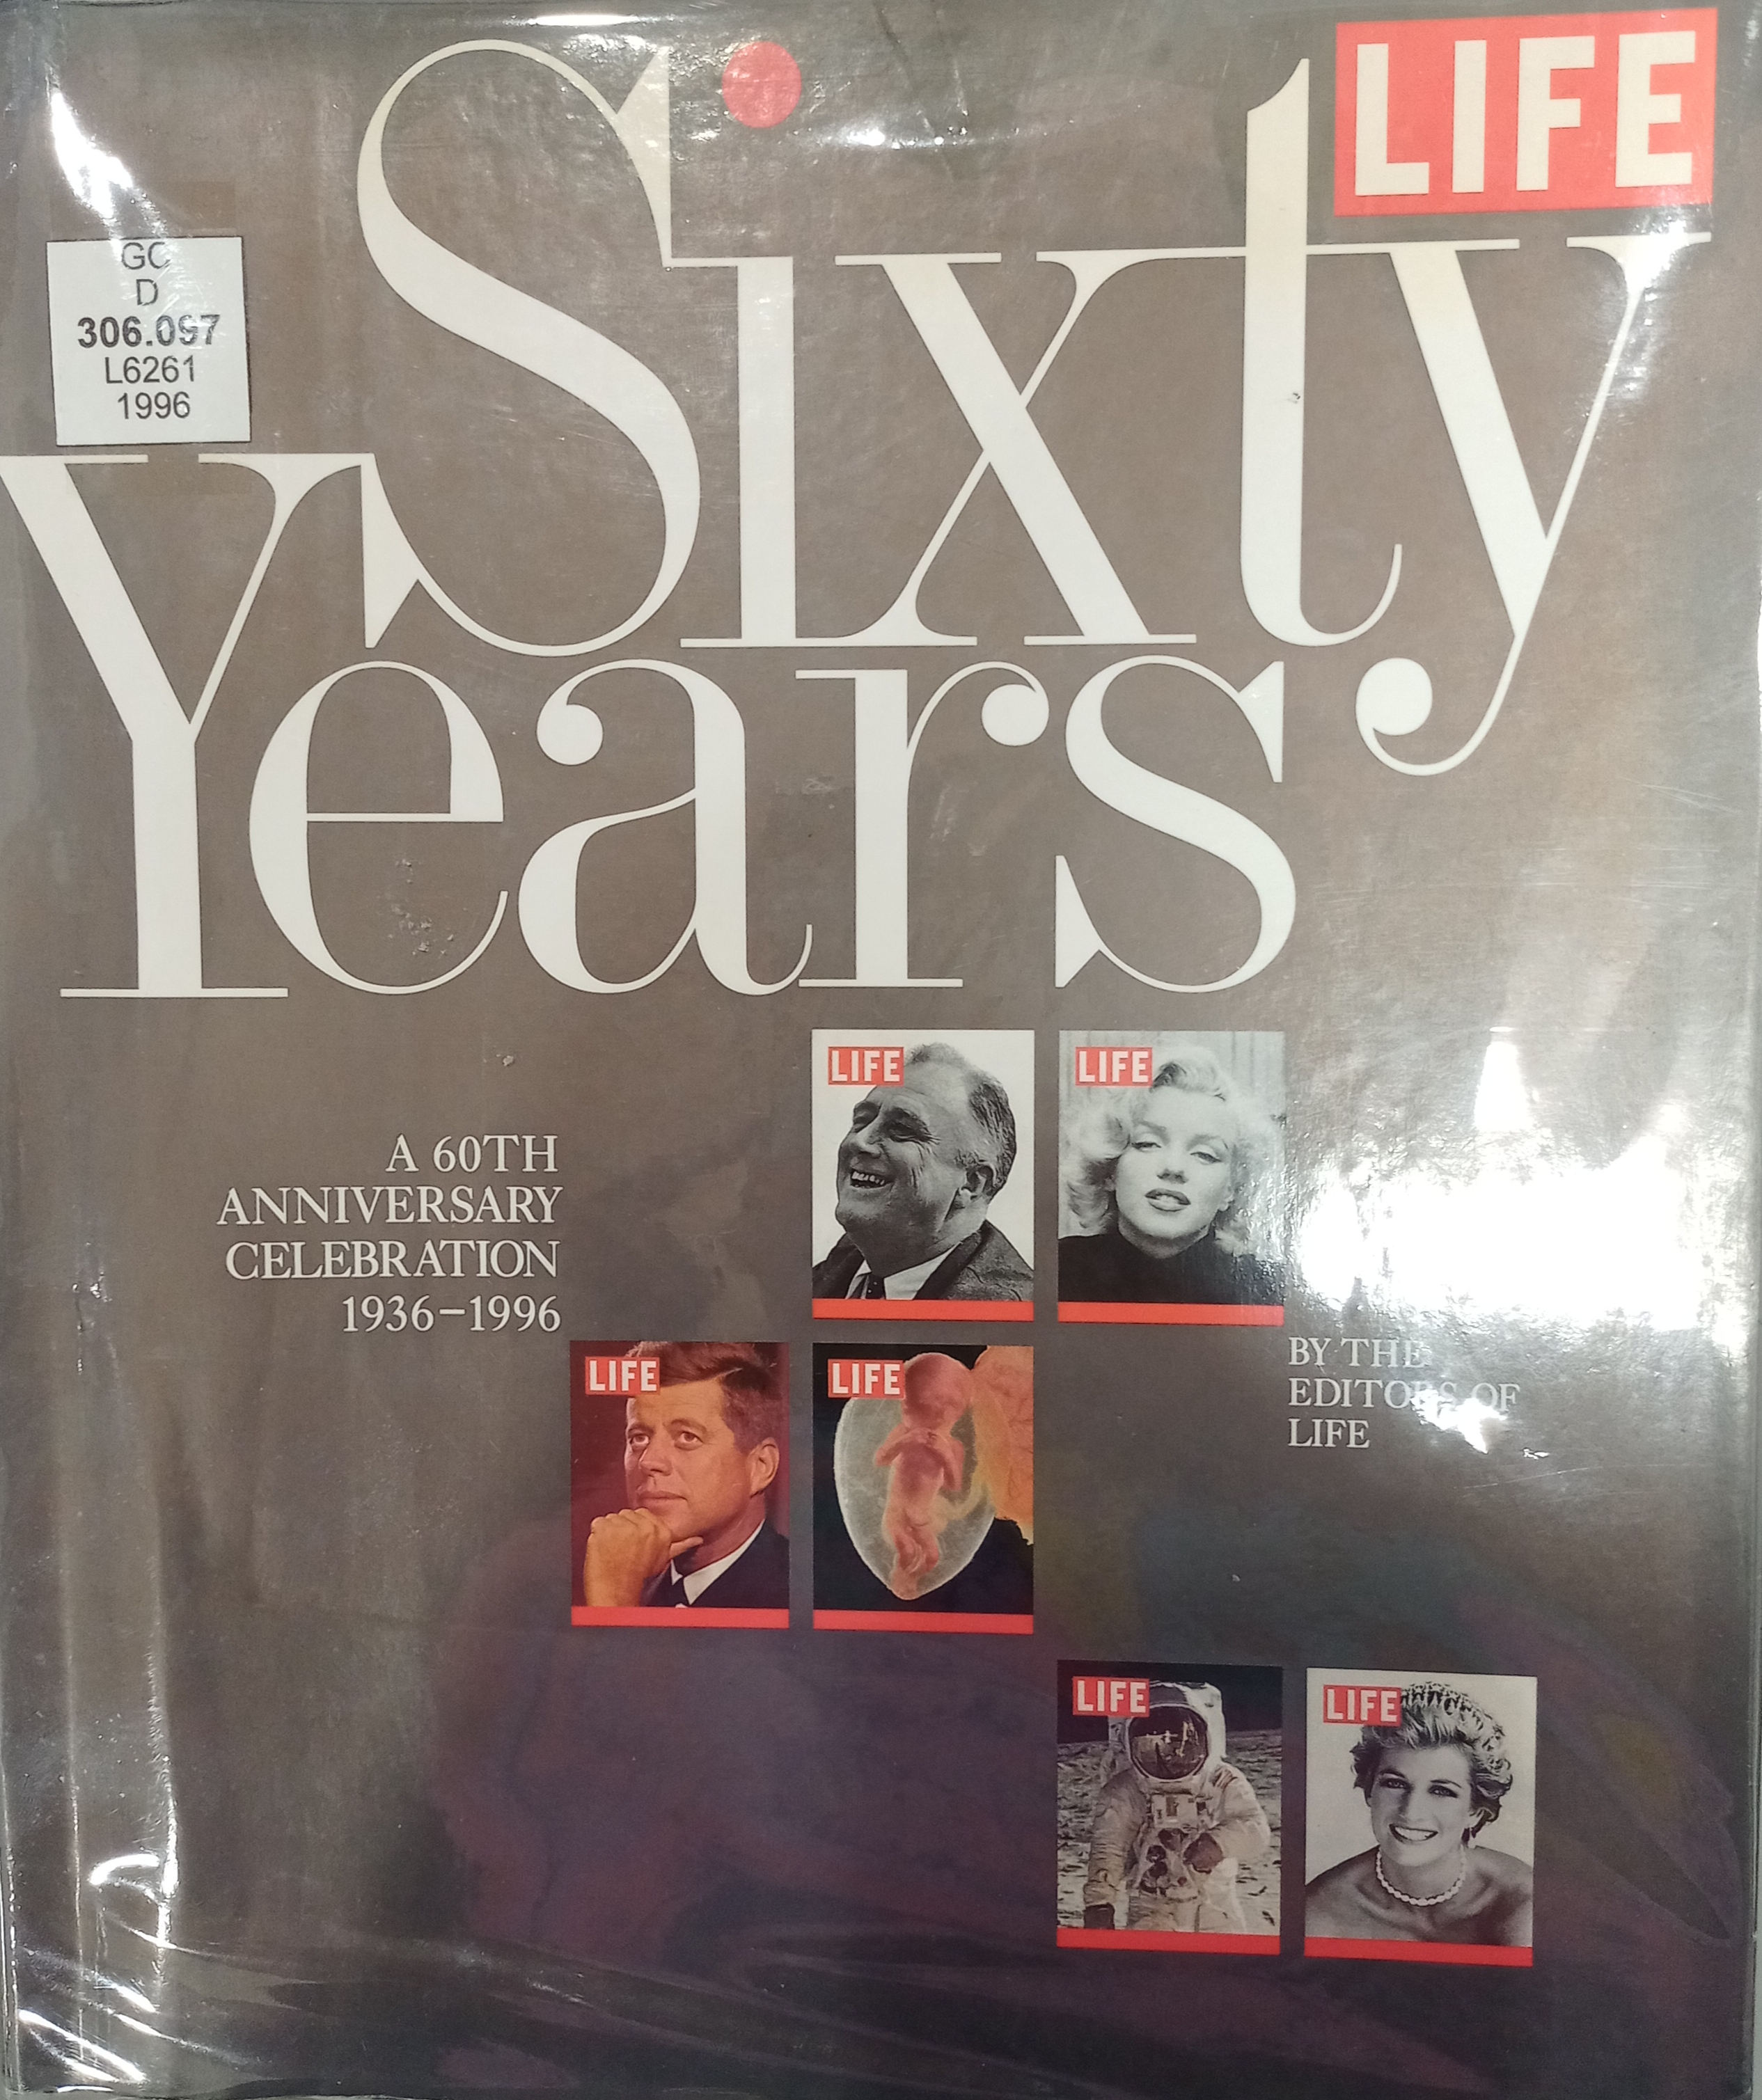 LIFE
Sixty
Years
GC
D
306.097
L6261
1996
A 60TH
ANNIVERSARY
CELEBRATION
1936–1996
LIFE
LIFE
LIFE
LIFE
BY THE
EDITORS OF
LIFE
LIFE
LIFE